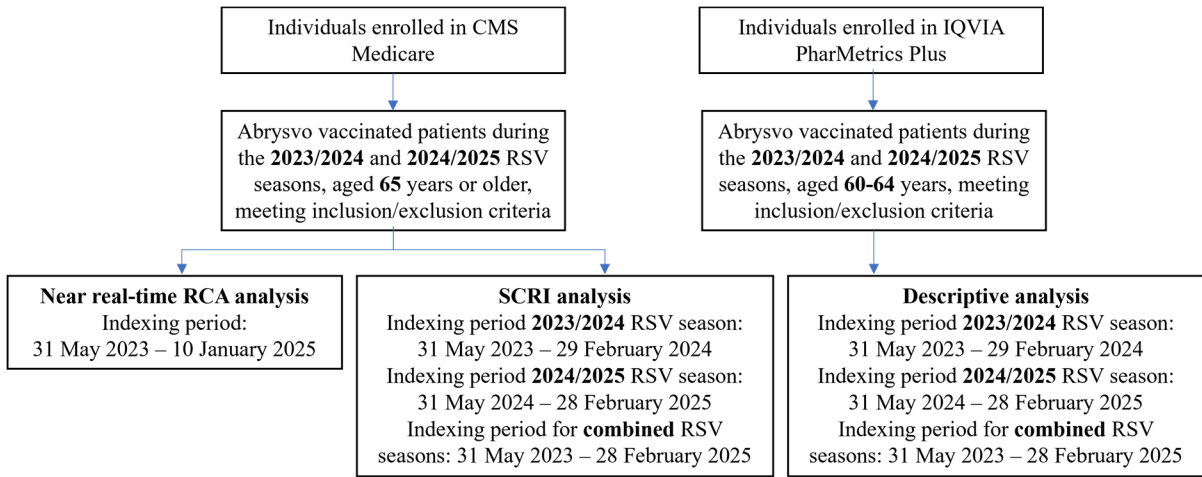 Individuals enrolled in CMS
Medicare
Individuals enrolled in IQVIA
PharMetrics Plus
Abrysvo vaccinated patients during
the 2023/2024 and 2024/2025 RSV
seasons, aged 65 years or older,
meeting inclusion/exclusion criteria
Abrysvo vaccinated patients during
the 2023/2024 and 2024/2025 RSV
seasons, aged 60-64 years, meeting
inclusion/exclusion criteria
Near real-time RCA analysis
Indexing period:
31 May 2023 – 10 January 2025
SCRI analysis
Indexing period 2023/2024 RSV season:
31 May 2023 – 29 February 2024
Indexing period 2024/2025 RSV season:
31 May 2024 – 28 February 2025
Indexing period for combined RSV
seasons: 31 May 2023 – 28 February 2025
Descriptive analysis
Indexing period 2023/2024 RSV season:
31 May 2023 – 29 February 2024
Indexing period 2024/2025 RSV season:
31 May 2024 – 28 February 2025
Indexing period for combined RSV
seasons: 31 May 2023 – 28 February 2025